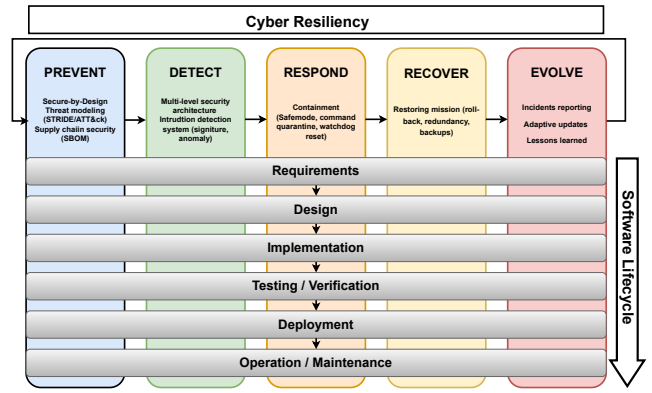 Cyber Resiliency
PREVENT
Secure-by-Design
Threat modeling
(STRIDE/ATT&ck)
Supply chaiin security
(SBOM)
DETECT
Multi-level security
architecture
Intrudtion detection
system (signiture,
anomaly)
RESPOND
Containment
(Safemode, command
quarantine, watchdog
reset)
RECOVER
Restoring mission (roll-
back, redundancy,
backups)
EVOLVE
Incidents reporting
Adaptive updates
Lessons learned
Requirements
Design
Implementation
Testing / Verification
Deployment
Operation / Maintenance
Software Lifecycle